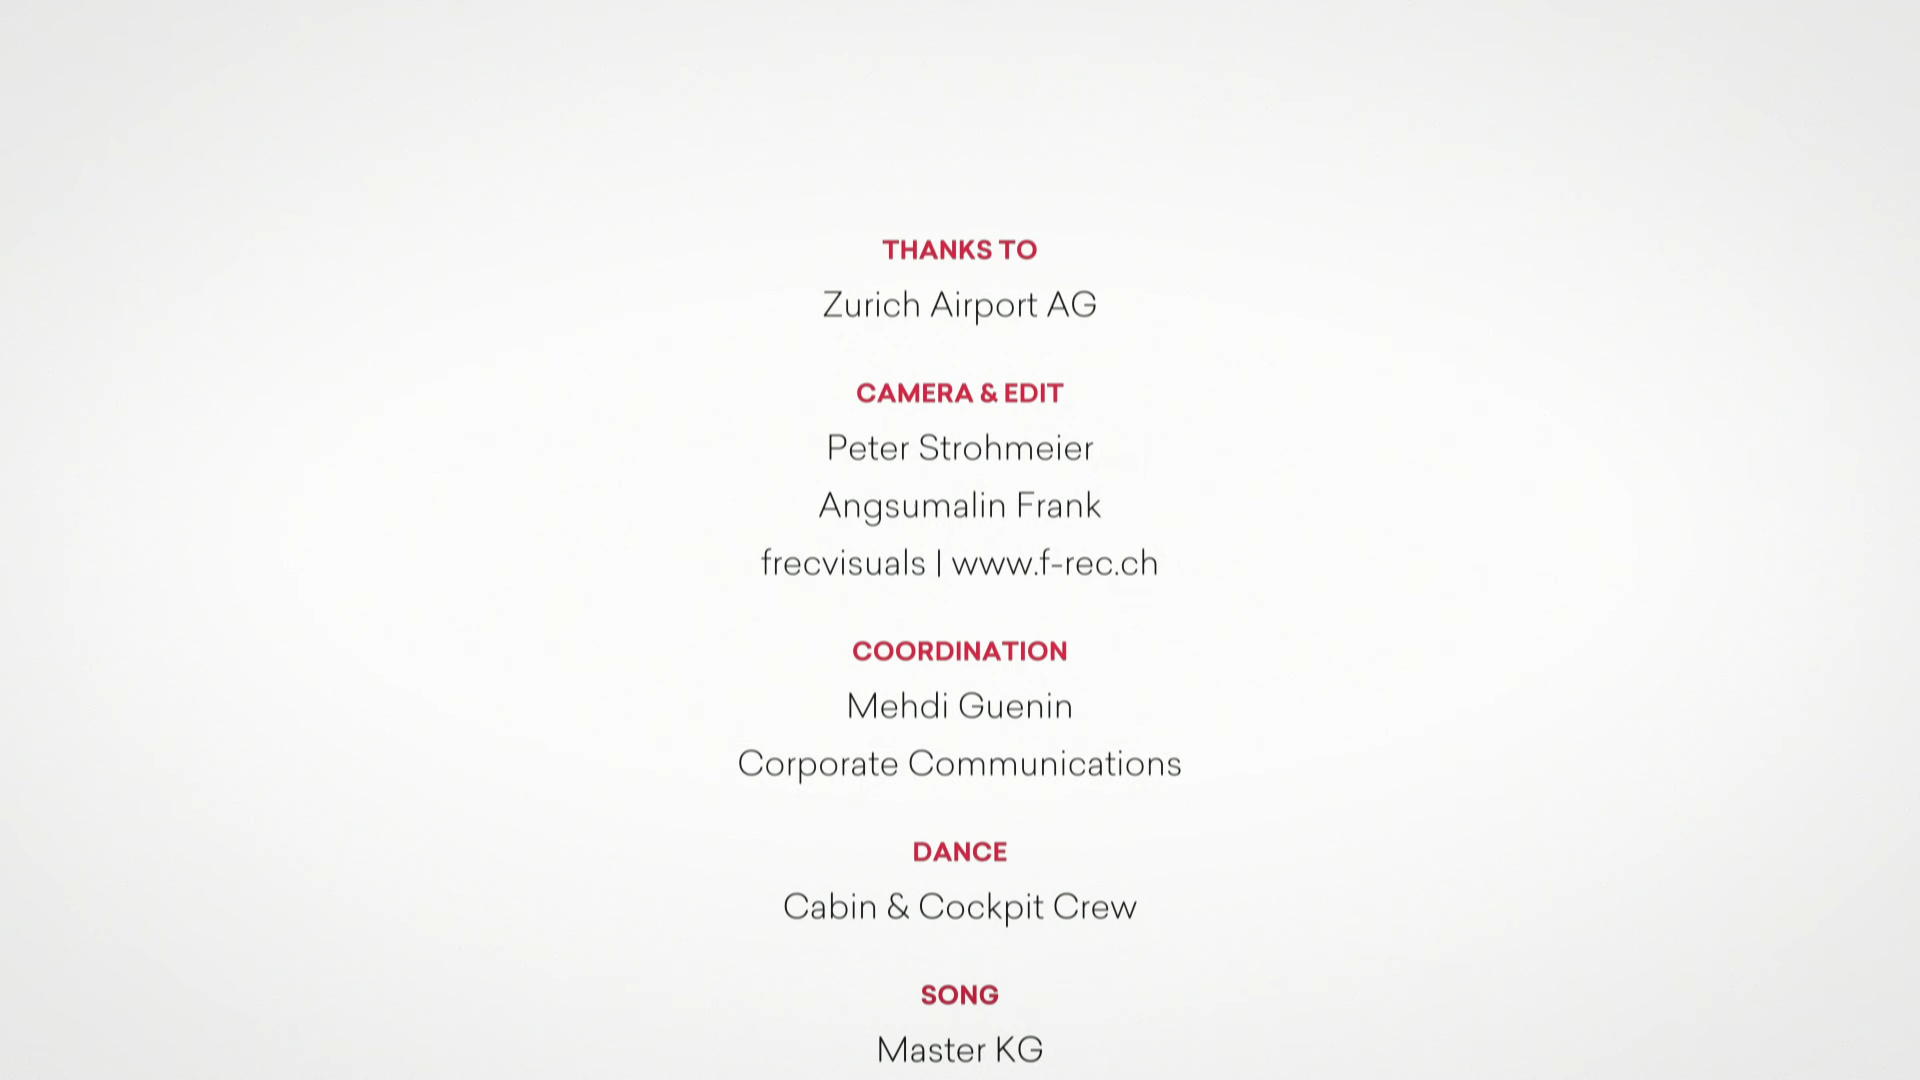 THANKS TO
Zurich Airport AG
CAMERA & EDIT
Peter Strohmeier
Angsumalin Frank
frecvisuals | www.f-rec.ch
COORDINATION
Mehdi Guenin
Corporate Communications
DANCE
Cabin & Cockpit Crew
SONG
Master KG